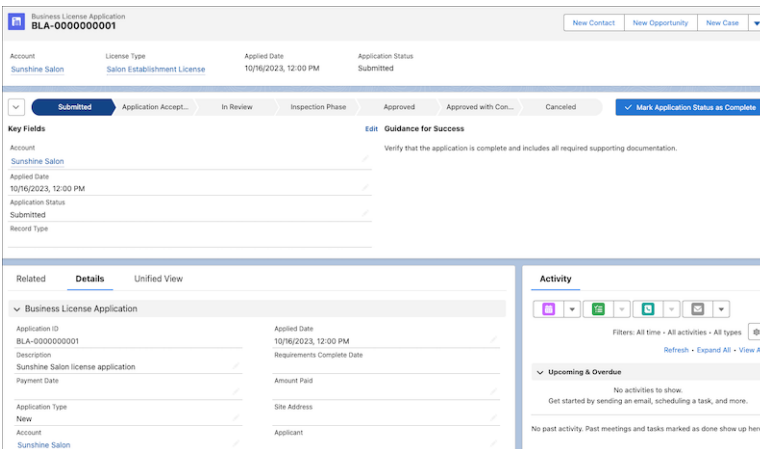 Business License Application
BLA-0000000001
New Contact
New Opportunity
New Case
Account
License Type
Applied Date
Application Status
Sunshine Salon
Salon Establishment License
10/16/2023, 12:00 PM
Submitted
Submitted
Application Accept...
In Review
Inspection Phase
Approved
Approved with Con...
Canceled
Mark Application Status as Complete
Key Fields
Edit
Guidance for Success
Account
Sunshine Salon
Verify that the application is complete and includes all required supporting documentation.
Applied Date
10/16/2023, 12:00 PM
Application Status
Submitted
Record Type
Related
Details
Unified View
Business License Application
Application ID
BLA-0000000001
Applied Date
10/16/2023, 12:00 PM
Description
Sunshine Salon license application
Requirements Complete Date
Payment Date
Amount Paid
Application Type
New
Site Address
Account
Sunshine Salon
Applicant
Activity
Filters: All time • All activities • All types
Refresh • Expand All • View A
Upcoming & Overdue
No activities to show.
Get started by sending an email, scheduling a task, and more.
No past activity. Past meetings and tasks marked as done show up her